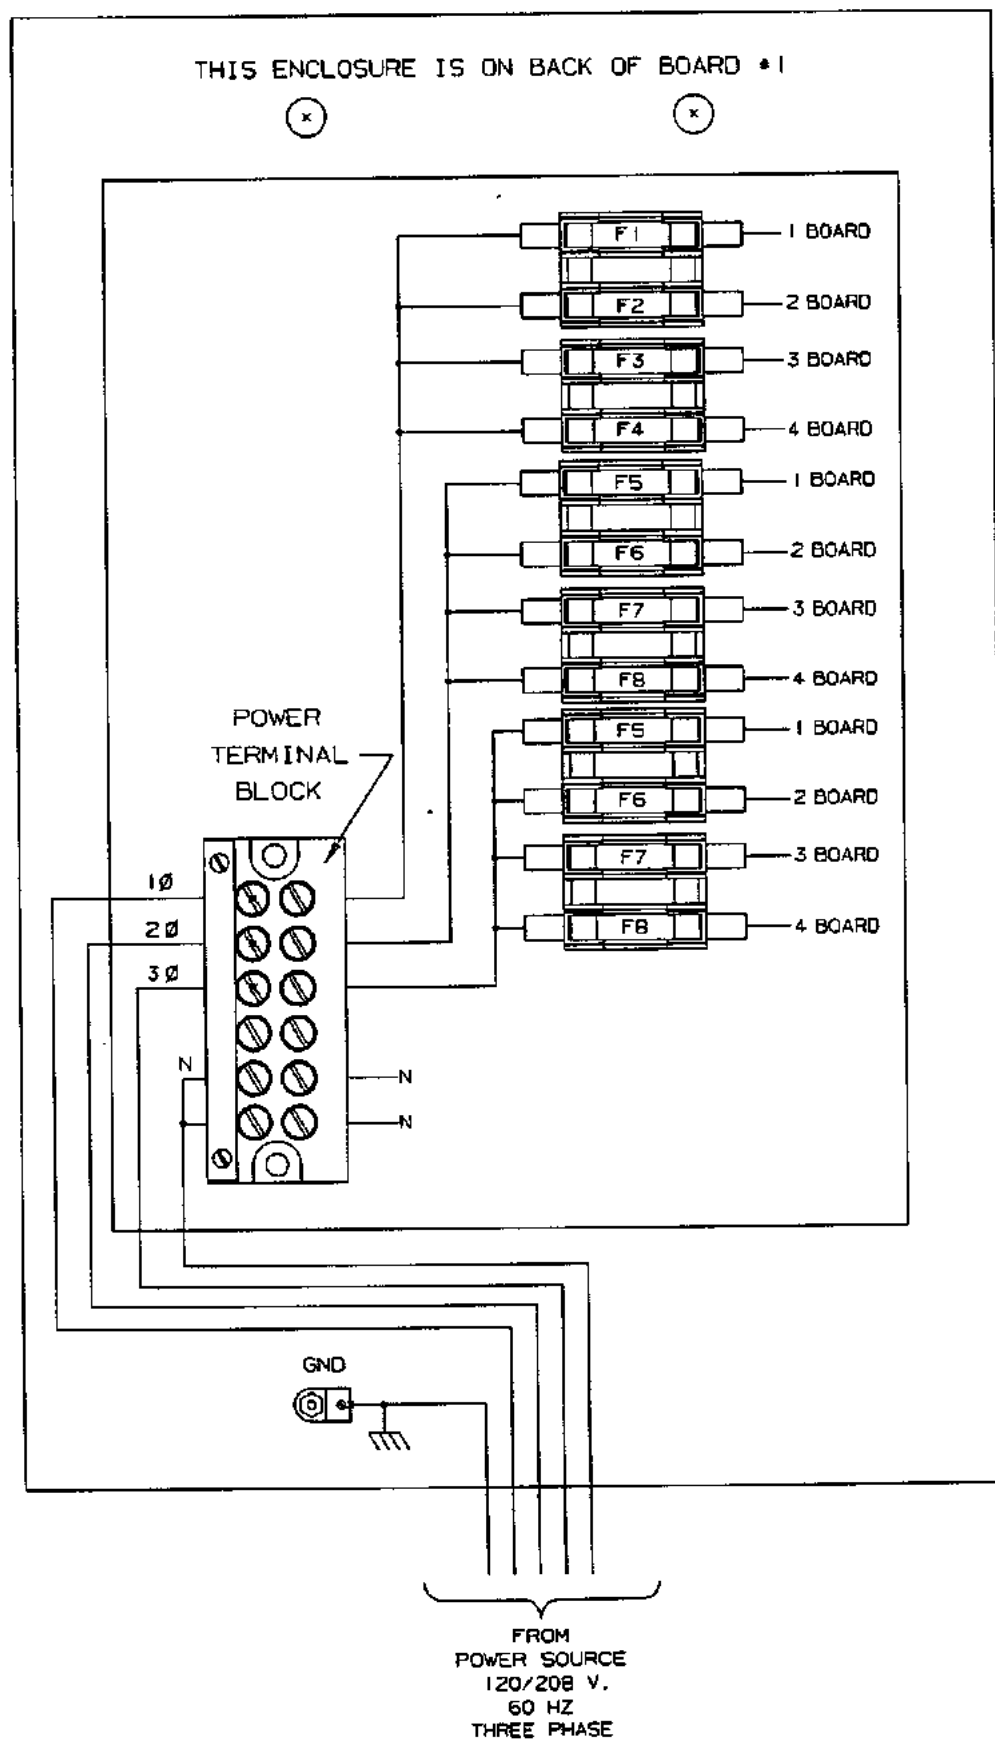 THIS ENCLOSURE IS ON BACK OF BOARD #1
F1 1 BOARD
F2 2 BOARD
F3 3 BOARD
F4 4 BOARD
F5 1 BOARD
F6 2 BOARD
F7 3 BOARD
F8 4 BOARD
F5 1 BOARD
F6 2 BOARD
F7 3 BOARD
F8 4 BOARD
POWER
TERMINAL
BLOCK
1Ø
2Ø
3Ø
N
N
N
GND
FROM
POWER SOURCE
120/208 V.
60 HZ
THREE PHASE